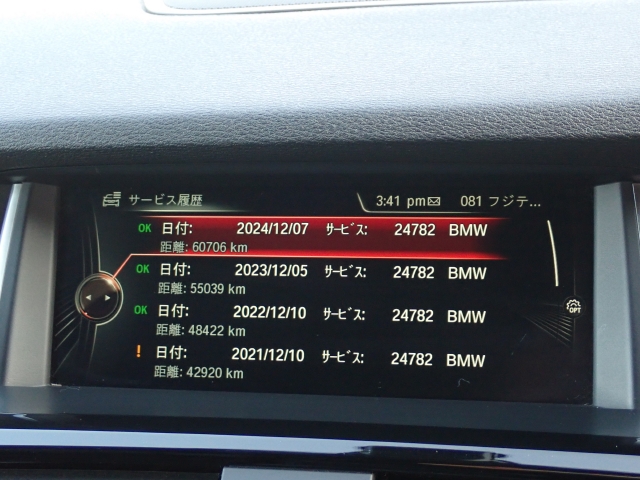 サービス履歴 3:41 pm 081 フジテ...
OK 日付: 2024/12/07 ｻｰﾋﾞｽ: 24782 BMW
距離: 60706 km
OK 日付: 2023/12/05 ｻｰﾋﾞｽ: 24782 BMW
距離: 55039 km
OK 日付: 2022/12/10 ｻｰﾋﾞｽ: 24782 BMW
距離: 48422 km
! 日付: 2021/12/10 ｻｰﾋﾞｽ: 24782 BMW
距離: 42920 km
OPT